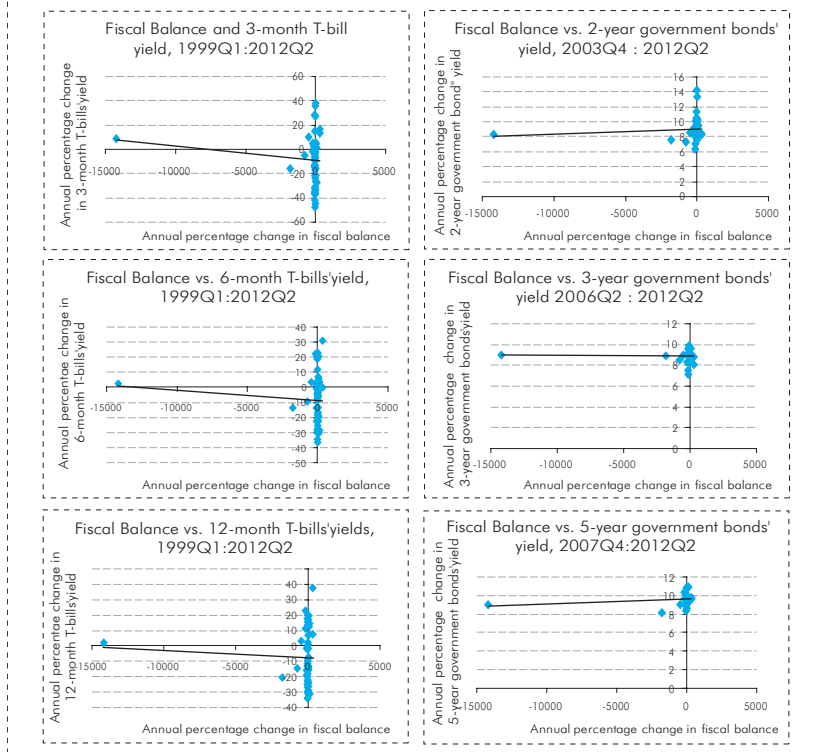 Fiscal Balance and 3-month T-bill
yield, 1999Q1:2012Q2
Annual percentage change
in 3-month T-bills'yield
60
40
20
0
-20
-40
-60
-15000 -10000 -5000 0 5000
Annual percentage change in fiscal balance
Fiscal Balance vs. 2-year government bonds'
yield, 2003Q4 : 2012Q2
Annual percentage change in
2-year government bond" yield
16
14
12
10
8
6
4
2
0
-15000 -10000 -5000 0 5000
Annual percentage change in fiscal balance
Fiscal Balance vs. 6-month T-bills'yield,
1999Q1:2012Q2
Annual percentae change in
6-month T-bills'yield
40
30
20
10
0
-10
-20
-30
-40
-50
-15000 -10000 -5000 0 5000
Annual percentage change in fiscal balance
Fiscal Balance vs. 3-year government bonds'
yield 2006Q2 : 2012Q2
Annual percentage change in
3-year government bonds'yield
12
10
8
6
4
2
0
-15000 -10000 -5000 0 5000
Annual percentage change in fiscal balance
Fiscal Balance vs. 12-month T-bills'yields,
1999Q1:2012Q2
Annual percentae change in
12-month T-bills'yield
40
30
20
10
0
-10
-20
-30
-40
-15000 -10000 -5000 0 5000
Annual percentage change in fiscal balance
Fiscal Balance vs. 5-year government bonds'
yield, 2007Q4:2012Q2
Annual percentage change in
5-year government bonds'yield
12
10
8
6
4
2
0
-15000 -10000 -5000 0 5000
Annual percentage change in fiscal balance